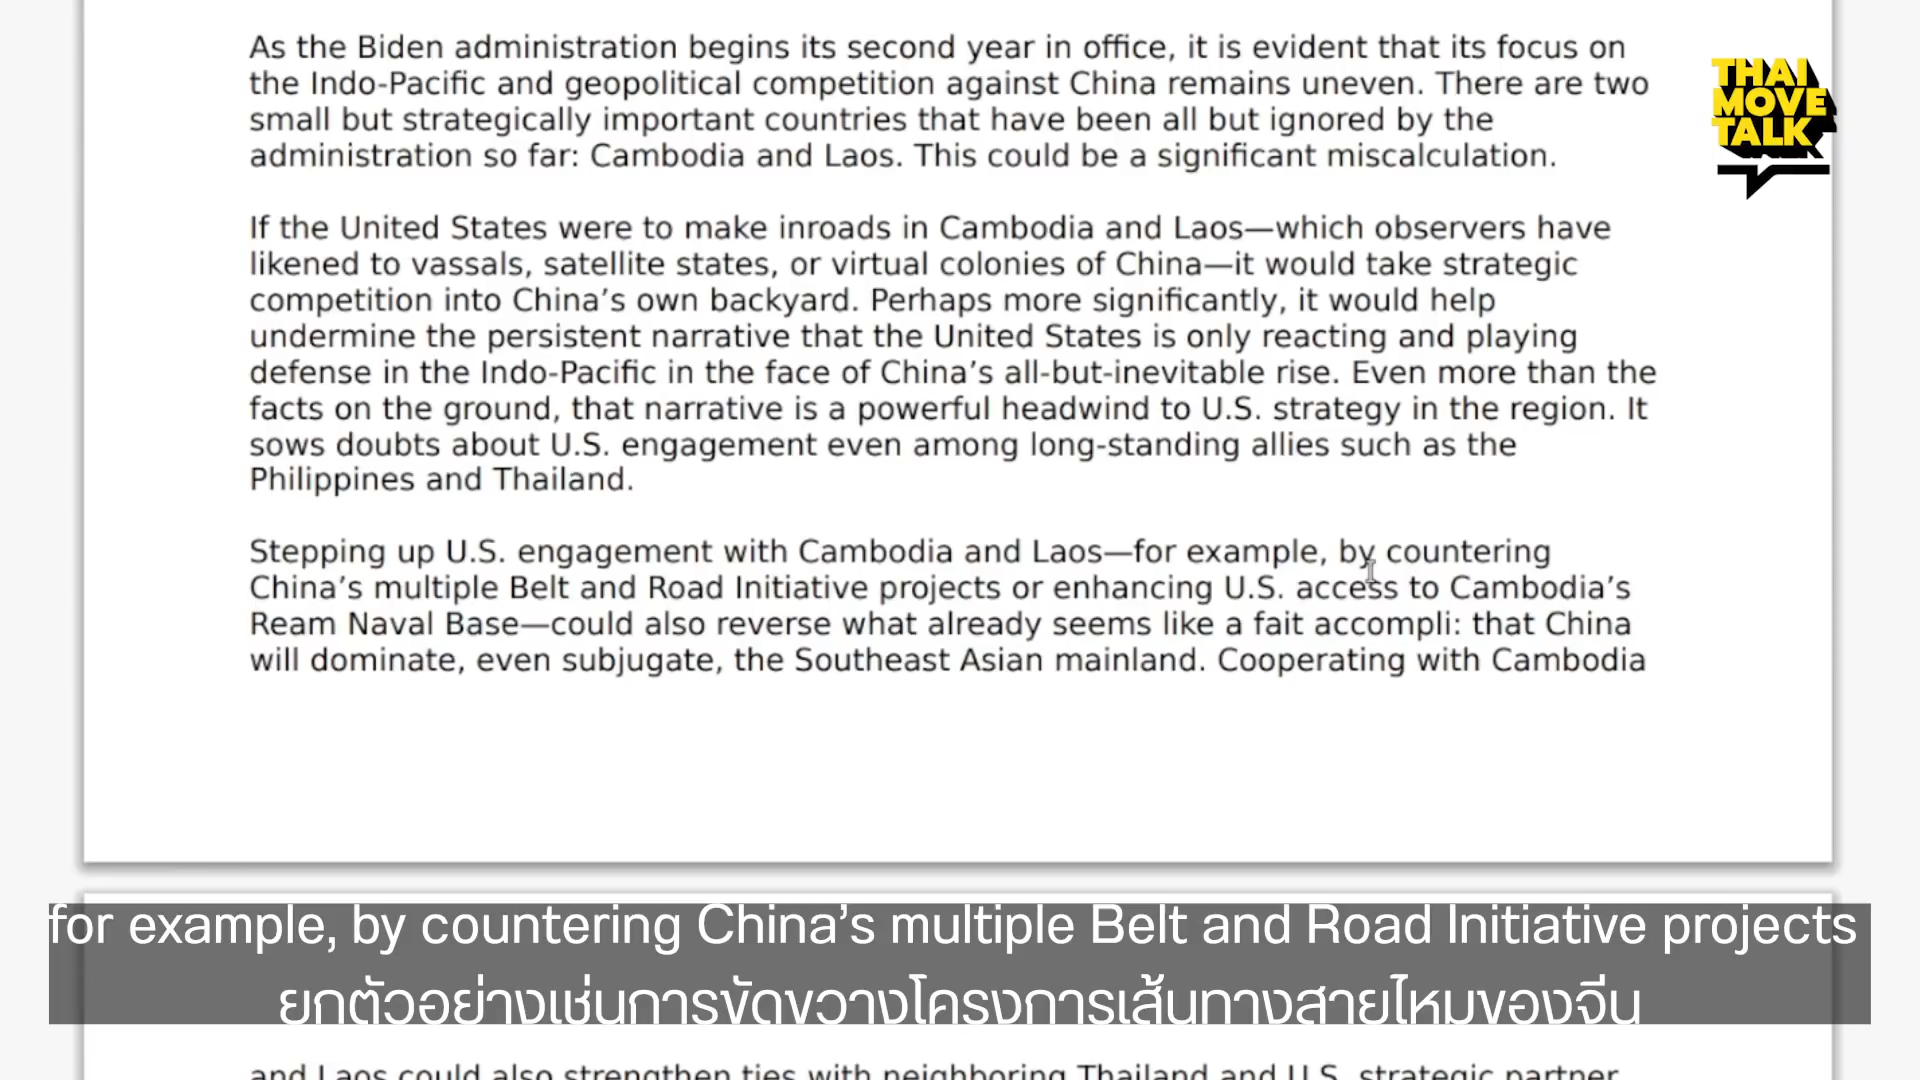 As the Biden administration begins its second year in office, it is evident that its focus on
the Indo-Pacific and geopolitical competition against China remains uneven. There are two
small but strategically important countries that have been all but ignored by the
administration so far: Cambodia and Laos. This could be a significant miscalculation.
If the United States were to make inroads in Cambodia and Laos—which observers have
likened to vassals, satellite states, or virtual colonies of China—it would take strategic
competition into China’s own backyard. Perhaps more significantly, it would help
undermine the persistent narrative that the United States is only reacting and playing
defense in the Indo-Pacific in the face of China’s all-but-inevitable rise. Even more than the
facts on the ground, that narrative is a powerful headwind to U.S. strategy in the region. It
sows doubts about U.S. engagement even among long-standing allies such as the
Philippines and Thailand.
Stepping up U.S. engagement with Cambodia and Laos—for example, by countering
China’s multiple Belt and Road Initiative projects or enhancing U.S. access to Cambodia’s
Ream Naval Base—could also reverse what already seems like a fait accompli: that China
will dominate, even subjugate, the Southeast Asian mainland. Cooperating with Cambodia
THAI
MOVE
TALK
for example, by countering China’s multiple Belt and Road Initiative projects
ยกตัวอย่างเช่นการขัดขวางโครงการเส้นทางสายไหมของจีน
and Laos could also strengthen ties with neighboring Thailand and U.S. strategic partner